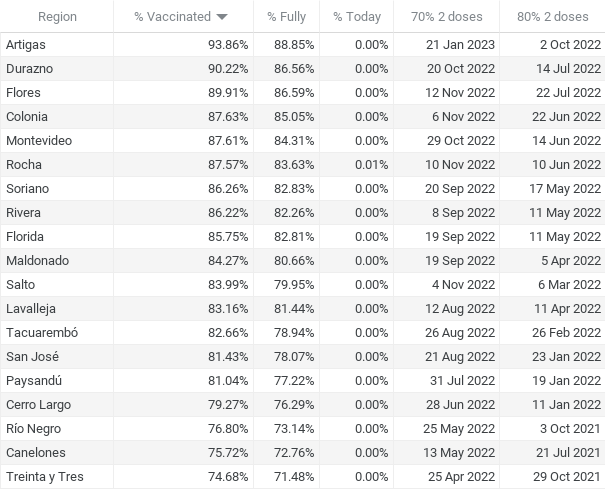 Region % Vaccinated % Fully % Today 70% 2 doses 80% 2 doses
Artigas 93.86% 88.85% 0.00% 21 Jan 2023 2 Oct 2022
Durazno 90.22% 86.56% 0.00% 20 Oct 2022 14 Jul 2022
Flores 89.91% 86.59% 0.00% 12 Nov 2022 22 Jul 2022
Colonia 87.63% 85.05% 0.00% 6 Nov 2022 22 Jun 2022
Montevideo 87.61% 84.31% 0.00% 29 Oct 2022 14 Jun 2022
Rocha 87.57% 83.63% 0.01% 10 Nov 2022 10 Jun 2022
Soriano 86.26% 82.83% 0.00% 20 Sep 2022 17 May 2022
Rivera 86.22% 82.26% 0.00% 8 Sep 2022 11 May 2022
Florida 85.75% 82.81% 0.00% 19 Sep 2022 11 May 2022
Maldonado 84.27% 80.66% 0.00% 19 Sep 2022 5 Apr 2022
Salto 83.99% 79.95% 0.00% 4 Nov 2022 6 Mar 2022
Lavalleja 83.16% 81.44% 0.00% 12 Aug 2022 11 Apr 2022
Tacuarembó 82.66% 78.94% 0.00% 26 Aug 2022 26 Feb 2022
San José 81.43% 78.07% 0.00% 21 Aug 2022 23 Jan 2022
Paysandú 81.04% 77.22% 0.00% 31 Jul 2022 19 Jan 2022
Cerro Largo 79.27% 76.29% 0.00% 28 Jun 2022 11 Jan 2022
Río Negro 76.80% 73.14% 0.00% 25 May 2022 3 Oct 2021
Canelones 75.72% 72.76% 0.00% 13 May 2022 21 Jul 2021
Treinta y Tres 74.68% 71.48% 0.00% 25 Apr 2022 29 Oct 2021